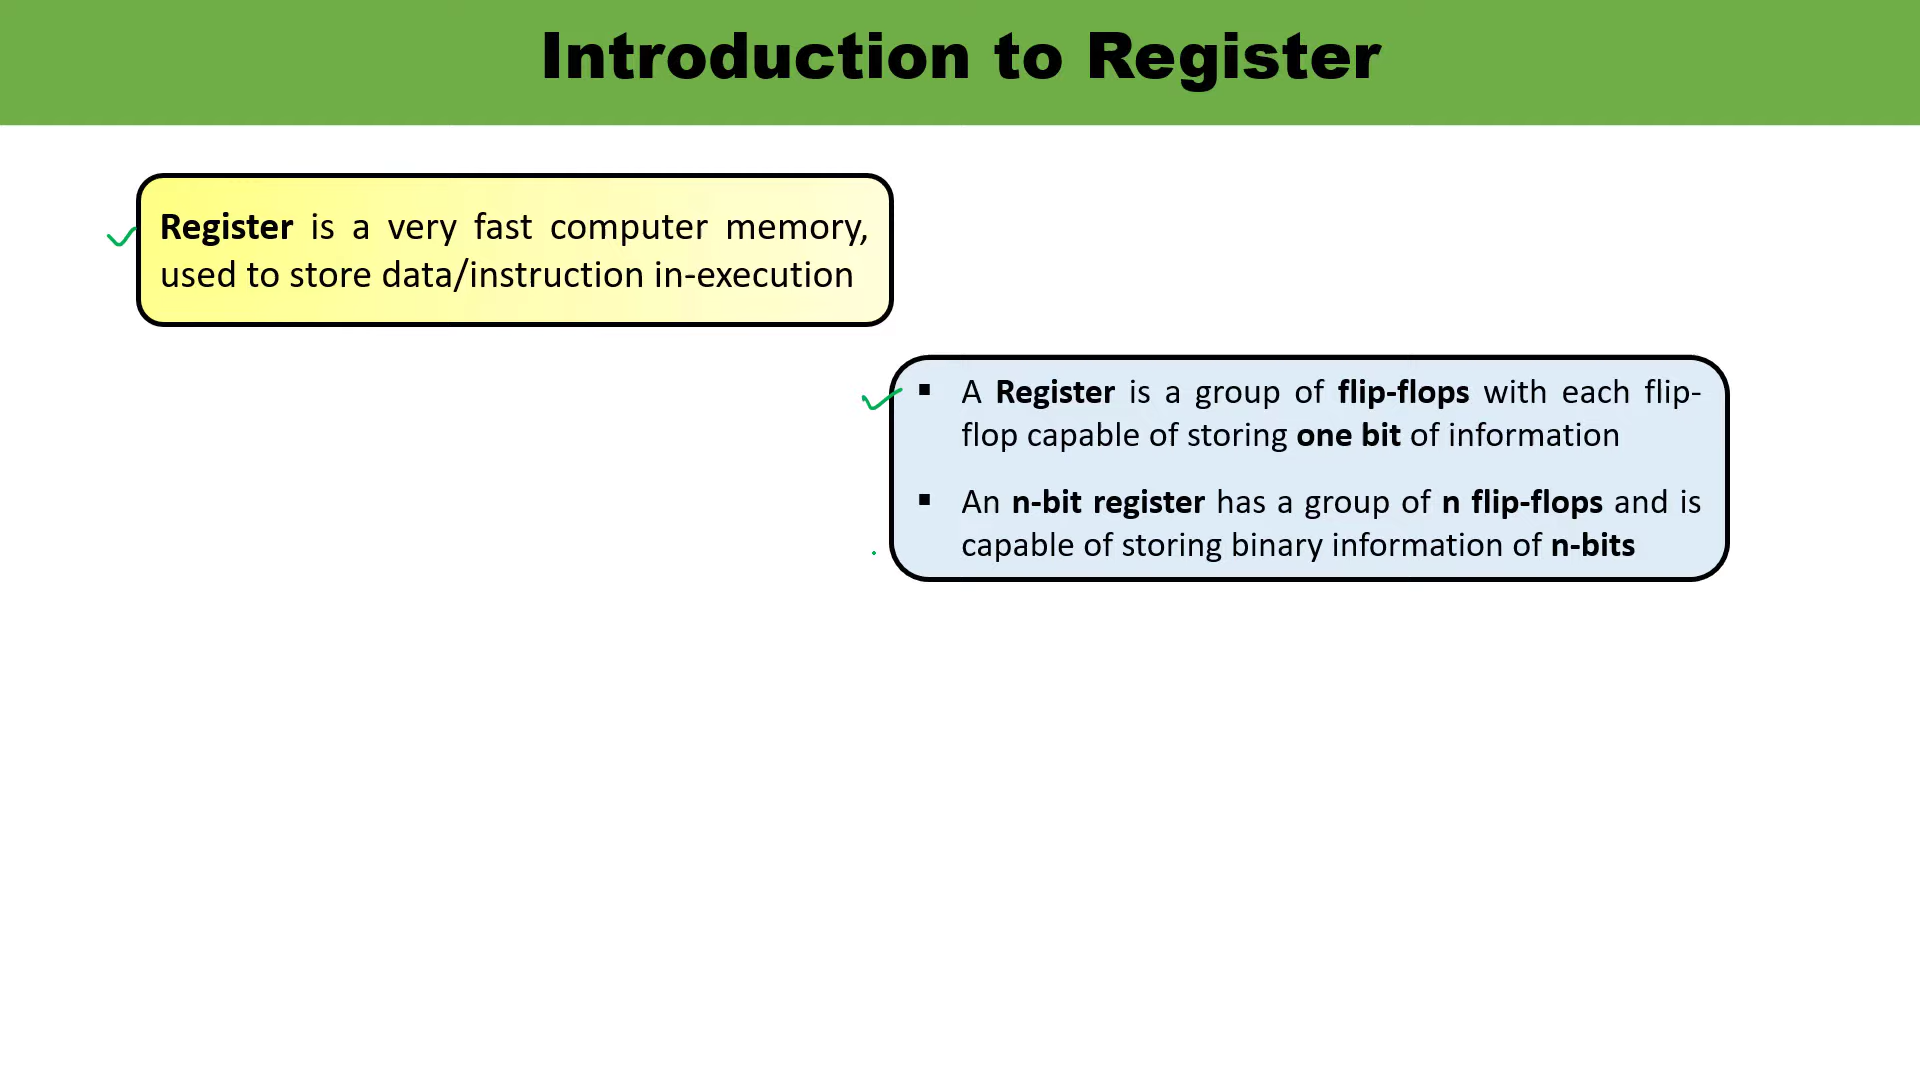 Introduction to Register
Register is a very fast computer memory,
used to store data/instruction in-execution
▪ A Register is a group of flip-flops with each flip-
flop capable of storing one bit of information
▪ An n-bit register has a group of n flip-flops and is
capable of storing binary information of n-bits